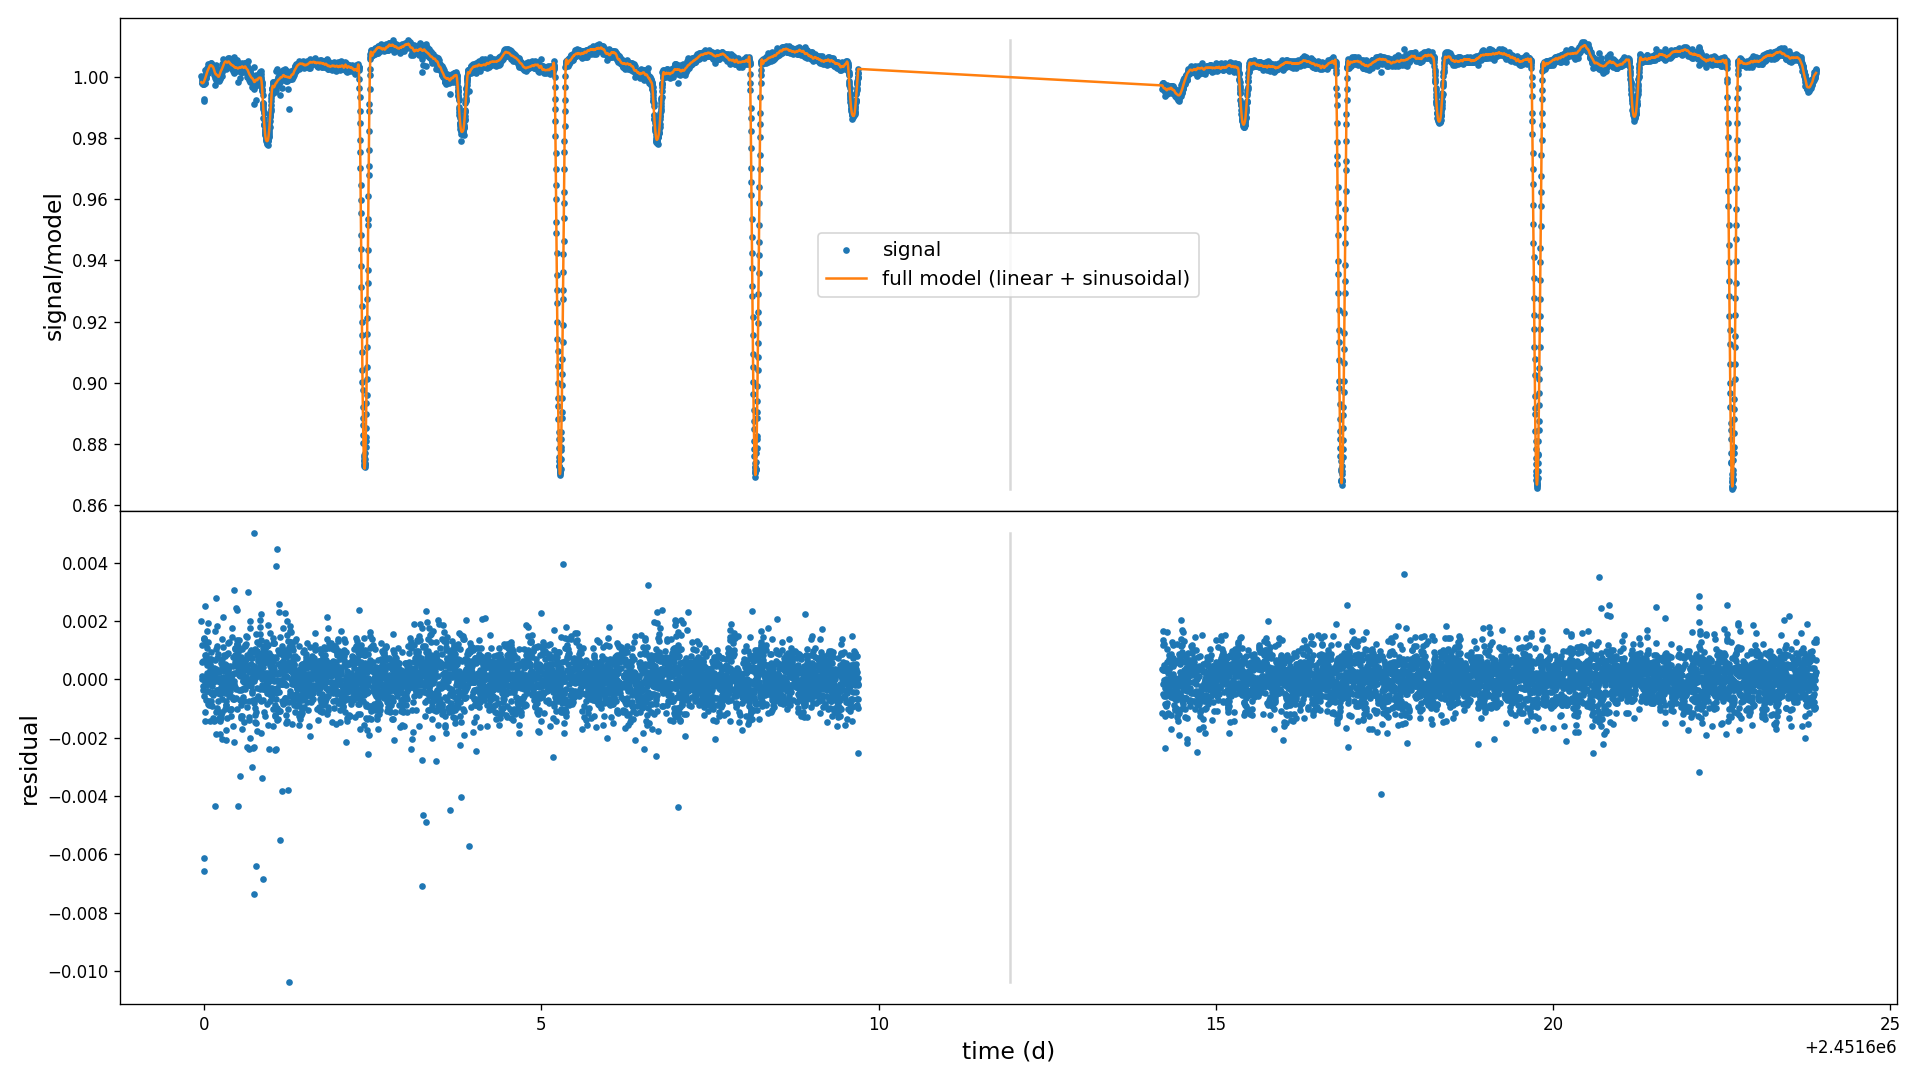 1.00
0.98
0.96
0.94
0.92
0.90
0.88
0.86
signal/model
signal
full model (linear + sinusoidal)
0.004
0.002
0.000
−0.002
−0.004
−0.006
−0.008
−0.010
residual
0 5 10 15 20 25
time (d)
+2.4516e6